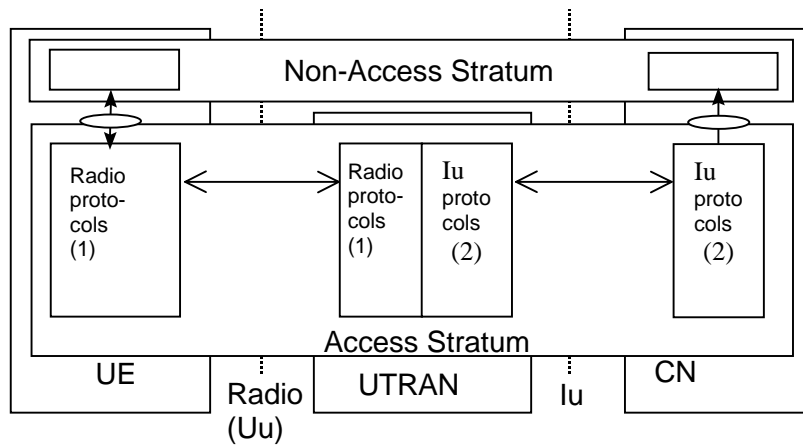 Non-Access Stratum
Radio
proto-
cols
(1)
Radio
proto-
cols
(1)
Iu
proto
cols
(2)
Iu
proto
cols
(2)
Access Stratum
UE
Radio
(Uu)
UTRAN
Iu
CN